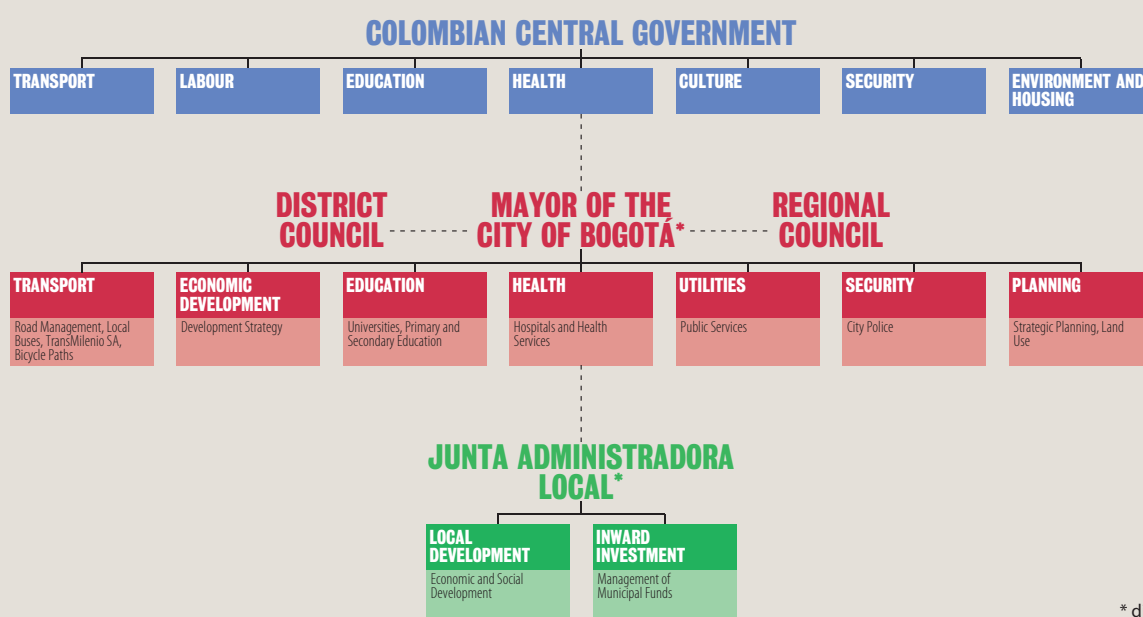 COLOMBIAN CENTRAL GOVERNMENT
TRANSPORT
LABOUR
EDUCATION
HEALTH
CULTURE
SECURITY
ENVIRONMENT AND
HOUSING
DISTRICT
COUNCIL
MAYOR OF THE
CITY OF BOGOTÁ*
REGIONAL
COUNCIL
TRANSPORT
Road Management, Local
Buses, TransMilenio SA,
Bicycle Paths
ECONOMIC
DEVELOPMENT
Development Strategy
EDUCATION
Universities, Primary and
Secondary Education
HEALTH
Hospitals and Health
Services
UTILITIES
Public Services
SECURITY
City Police
PLANNING
Strategic Planning, Land
Use
JUNTA ADMINISTRADORA
LOCAL*
LOCAL
DEVELOPMENT
Economic and Social
Development
INWARD
INVESTMENT
Management of
Municipal Funds
*